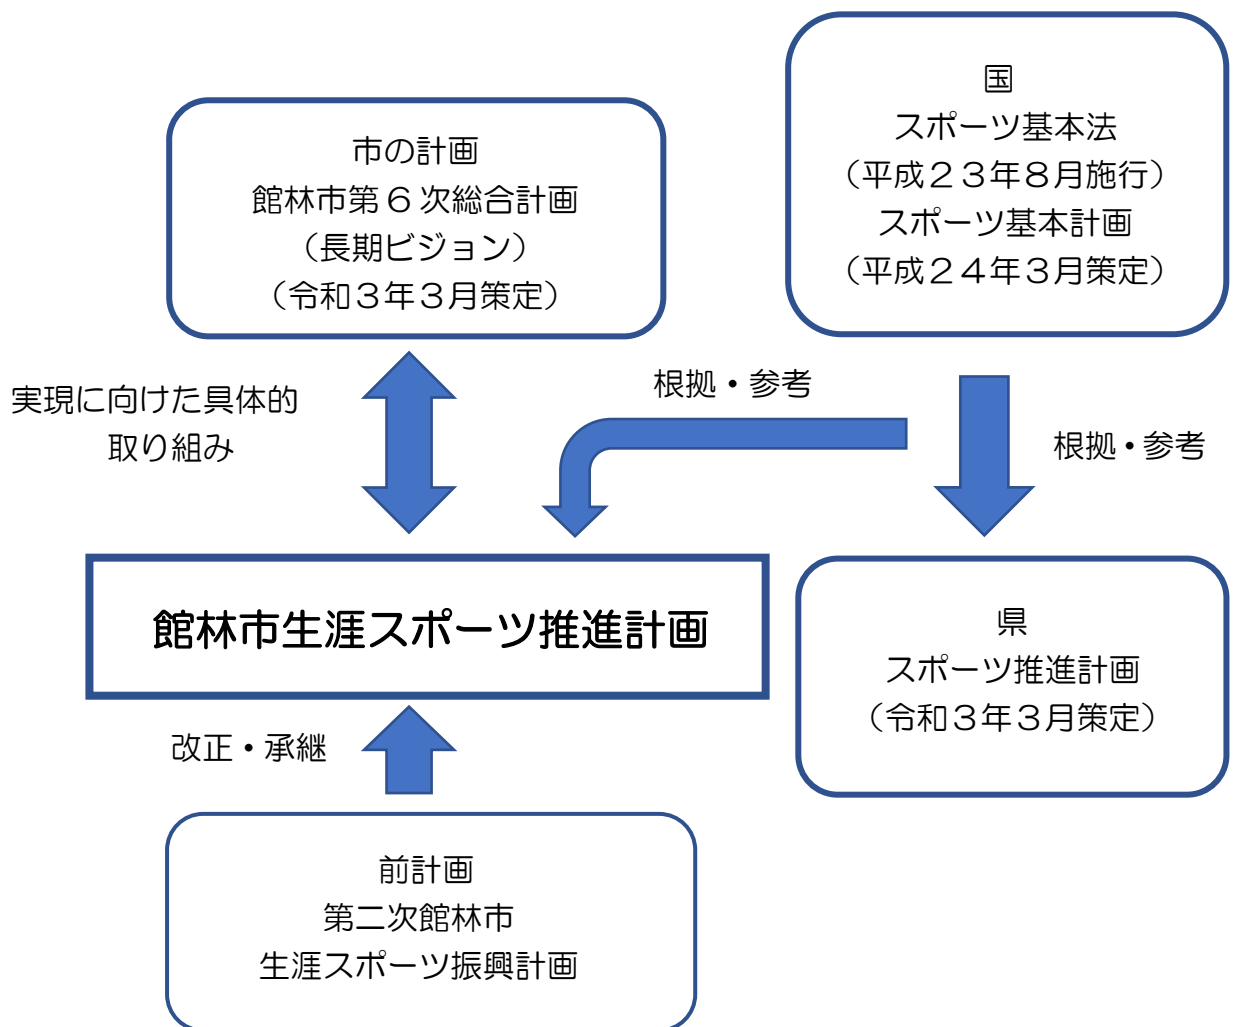 国
スポーツ基本法
（平成２３年８月施行）
スポーツ基本計画
（平成２４年３月策定）
市の計画
館林市第６次総合計画
（長期ビジョン）
（令和３年３月策定）
実現に向けた具体的
取り組み
根拠・参考
根拠・参考
館林市生涯スポーツ推進計画
県
スポーツ推進計画
（令和３年３月策定）
改正・承継
前計画
第二次館林市
生涯スポーツ振興計画